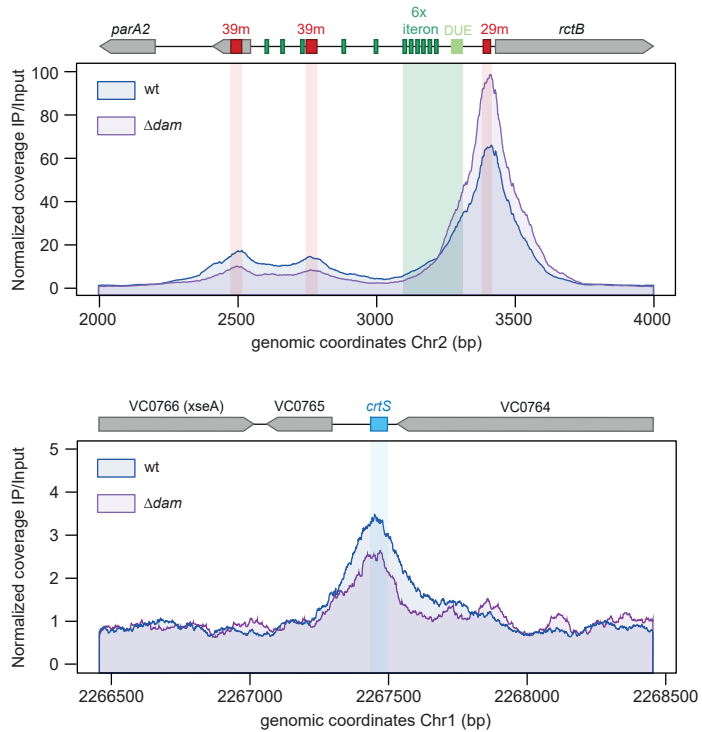 6x
parA2 39m 39m iteron DUE 29m rctB
Normalized coverage IP/Input
100
80
60
40
20
0
wt
Δdam
2000 2500 3000 3500 4000
genomic coordinates Chr2 (bp)
VC0766 (xseA) VC0765 crtS VC0764
Normalized coverage IP/Input
5
4
3
2
1
0
wt
Δdam
2266500 2267000 2267500 2268000 2268500
genomic coordinates Chr1 (bp)